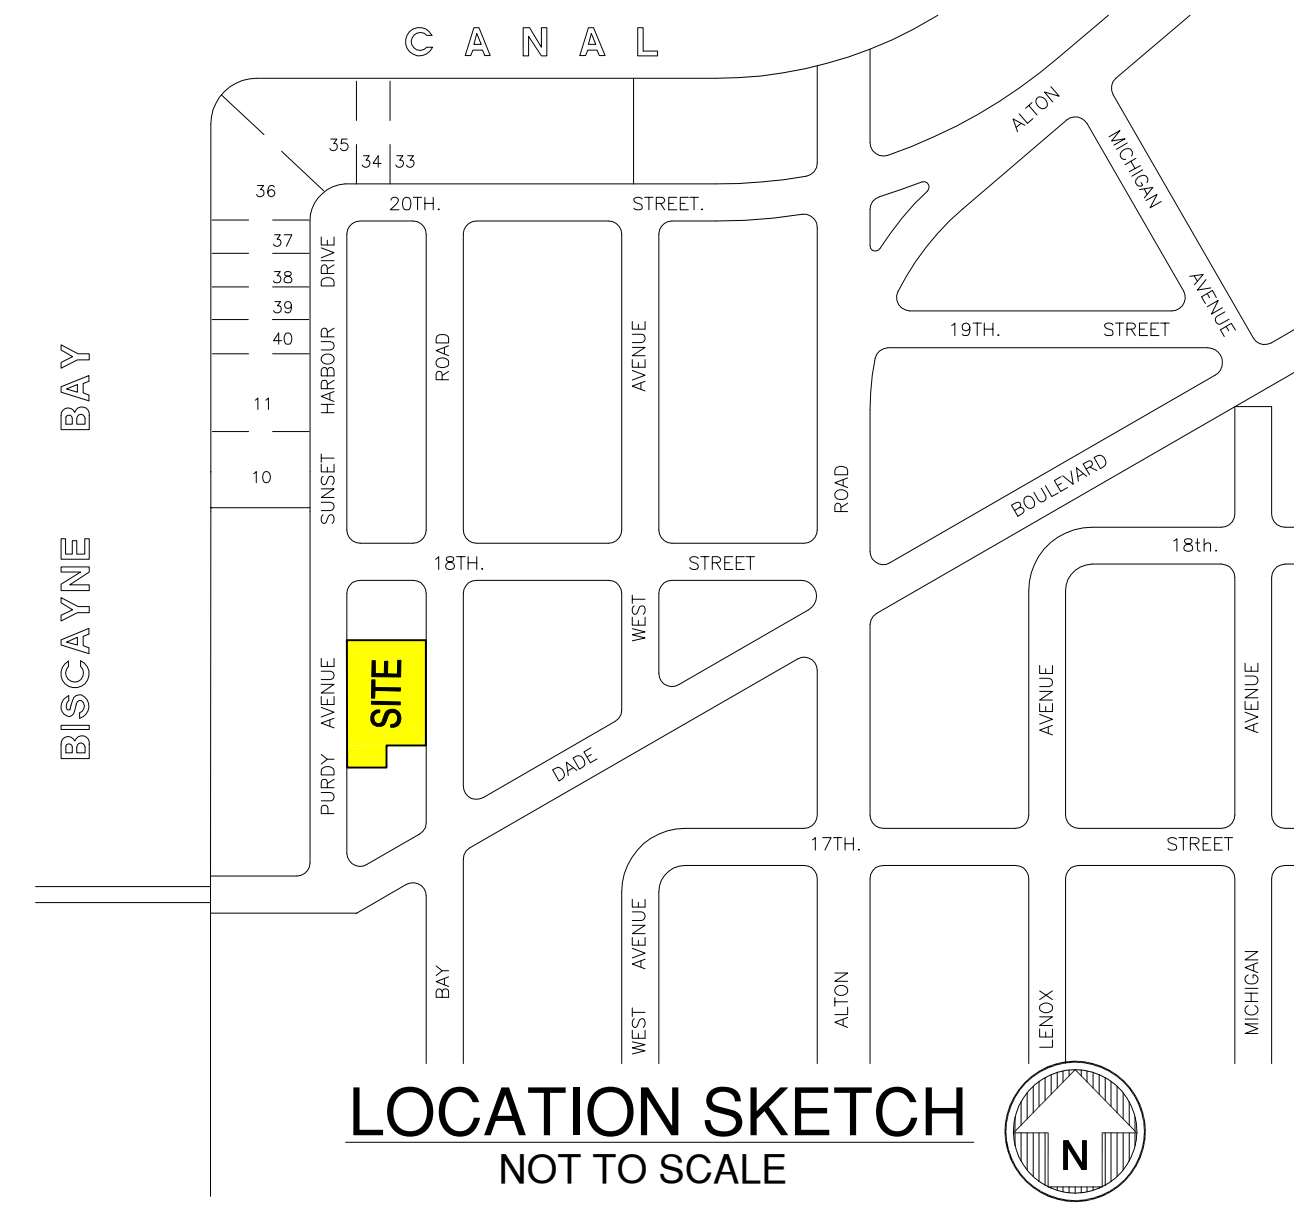 CANAL
ALTON
MICHIGAN
AVENUE
35
34
33
36
20TH. STREET.
37
38
39
40
11
10
SUNSET HARBOUR DRIVE
ROAD
AVENUE
19TH. STREET
BISCAYNE BAY
ROAD
BOULEVARD
18TH. STREET
18th.
WEST
SITE
PURDY AVENUE
DADE
AVENUE
AVENUE
17TH. STREET
BAY
WEST AVENUE
ALTON
LENOX
MICHIGAN
LOCATION SKETCH
NOT TO SCALE
N